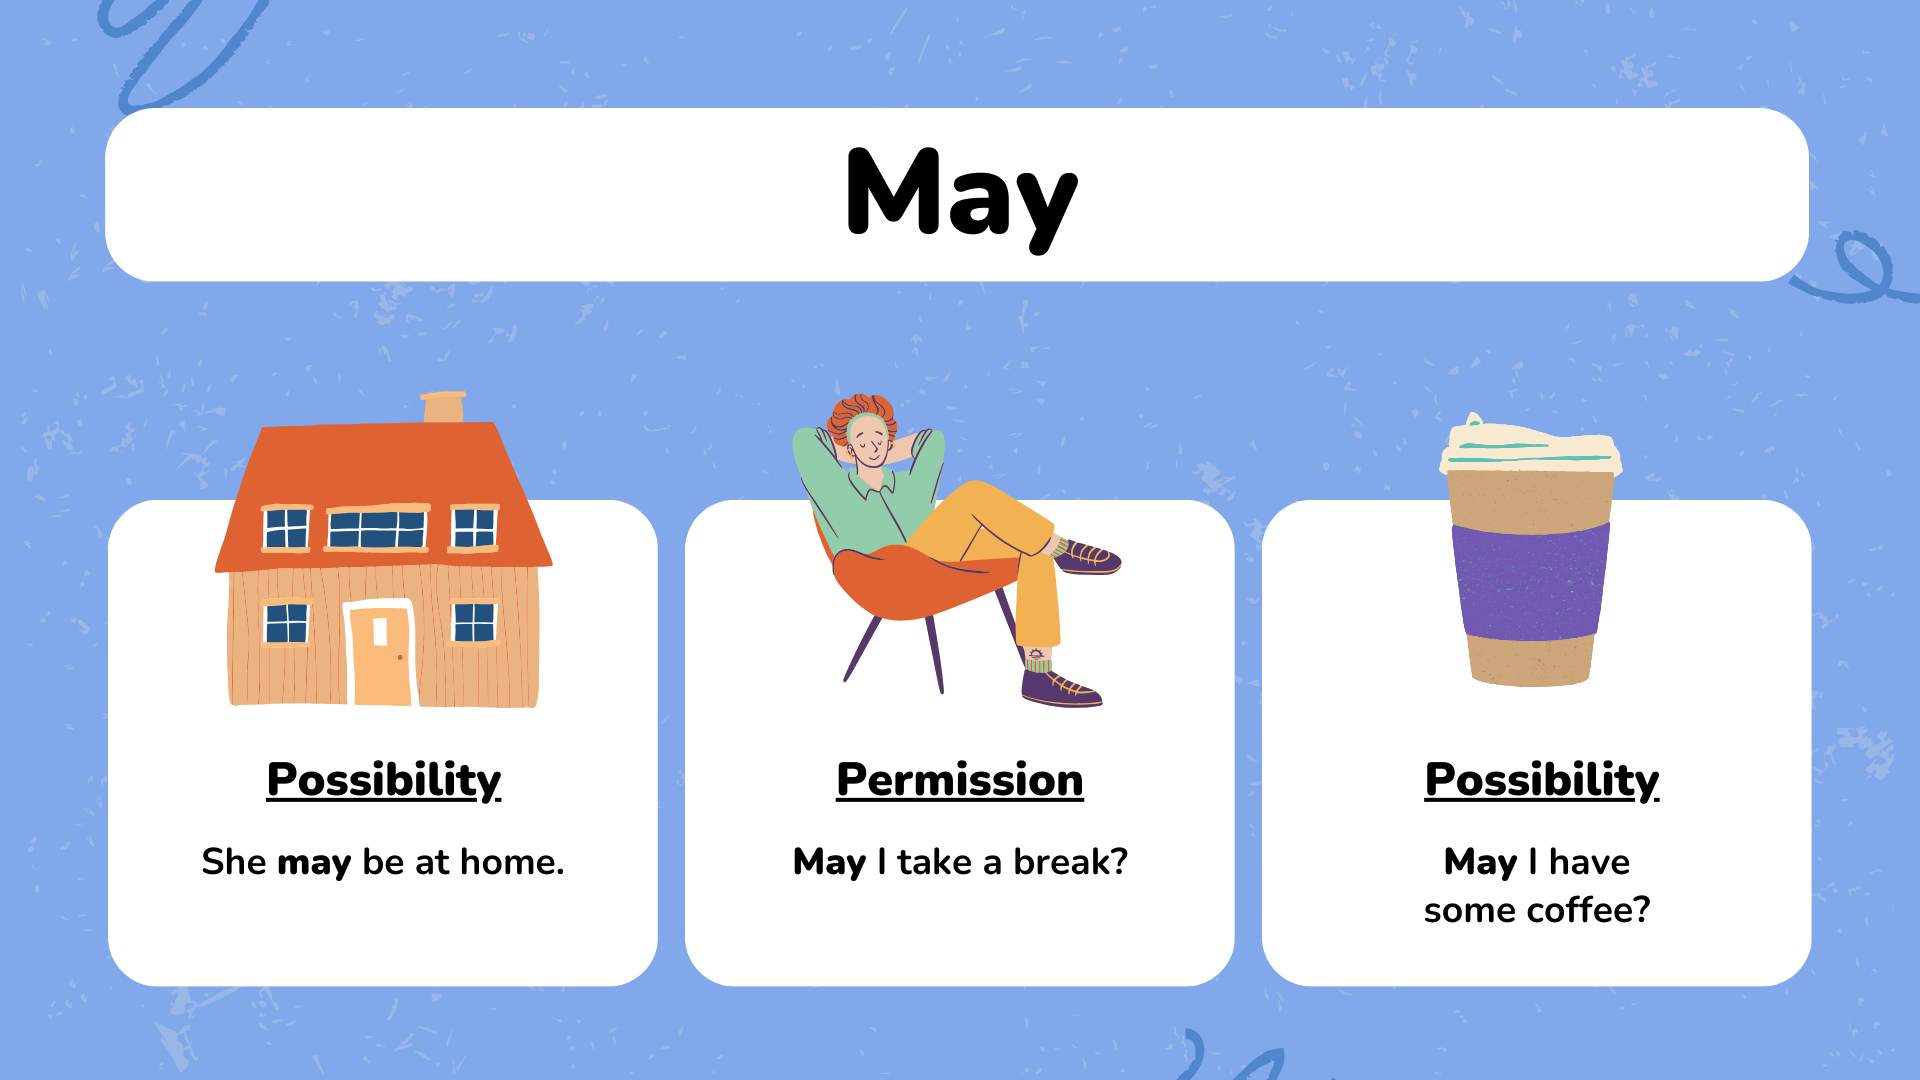 May
Possibility
She may be at home.
Permission
May I take a break?
Possibility
May I have
some coffee?